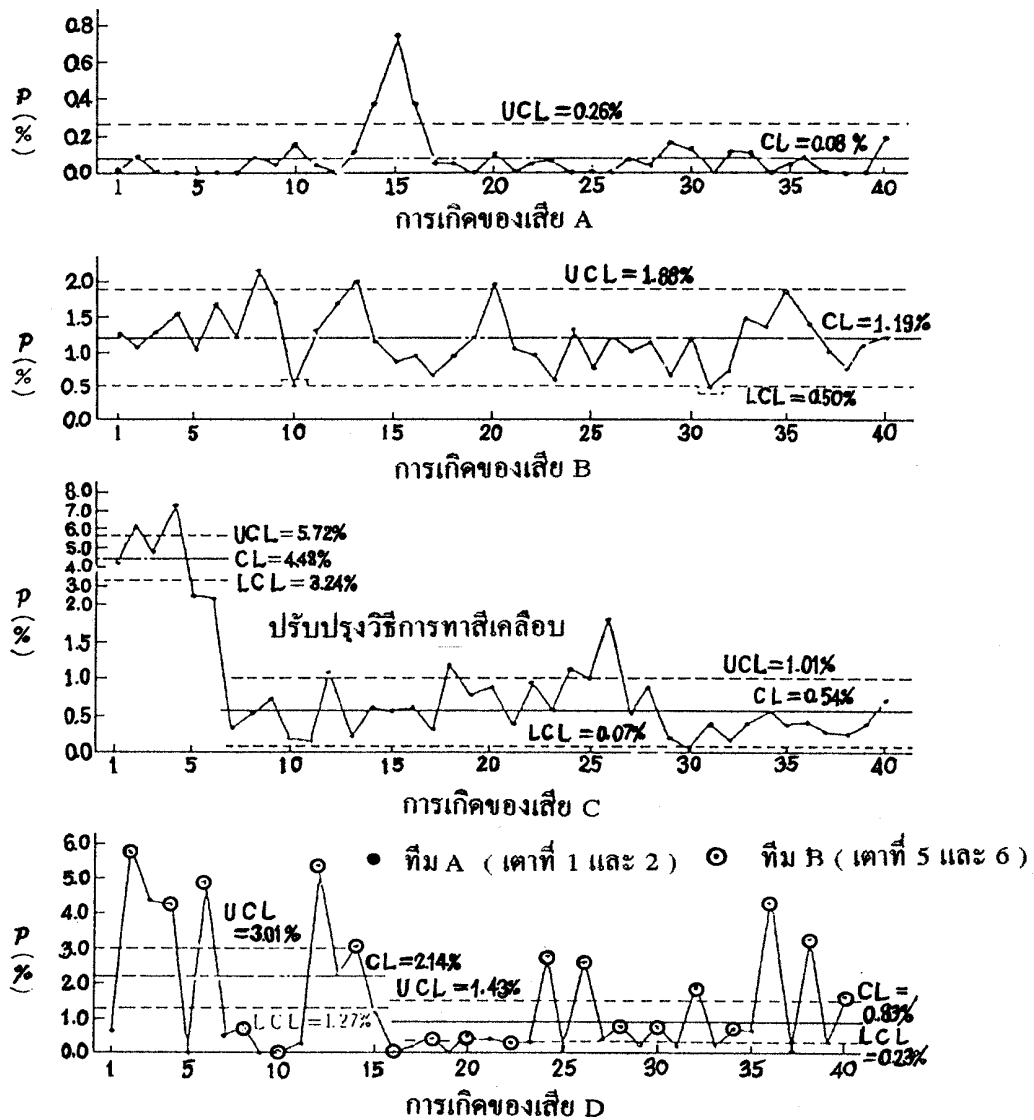 0.8
0.6
0.4
0.2
0.0
P
(%)
UCL=0.26%
CL=0.08%
1 5 10 15 20 25 30 35 40
การเกิดของเสีย A
2.0
1.5
1.0
0.5
0.0
P
(%)
UCL=1.88%
CL=1.19%
LCL=0.50%
1 5 10 15 20 25 30 35 40
การเกิดของเสีย B
8.0
7.0
6.0
5.0
4.0
3.0
2.0
1.5
1.0
0.5
0.0
P
(%)
UCL=5.72%
CL=4.48%
LCL=3.24%
ปรับปรุงวิธีการทาสีเคลือบ
UCL=1.01%
CL=0.54%
LCL=0.07%
1 5 10 15 20 25 30 35 40
การเกิดของเสีย C
6.0
5.0
4.0
3.0
2.0
1.0
0.0
P
(%)
ทีม A ( เตาที่ 1 และ 2 ) ทีม B ( เตาที่ 5 และ 6 )
UCL
=3.01%
CL=2.14%
UCL=1.43%
LCL=1.27%
CL=
LCL
=0.23%
1 5 10 15 20 25 30 35 40
การเกิดของเสีย D